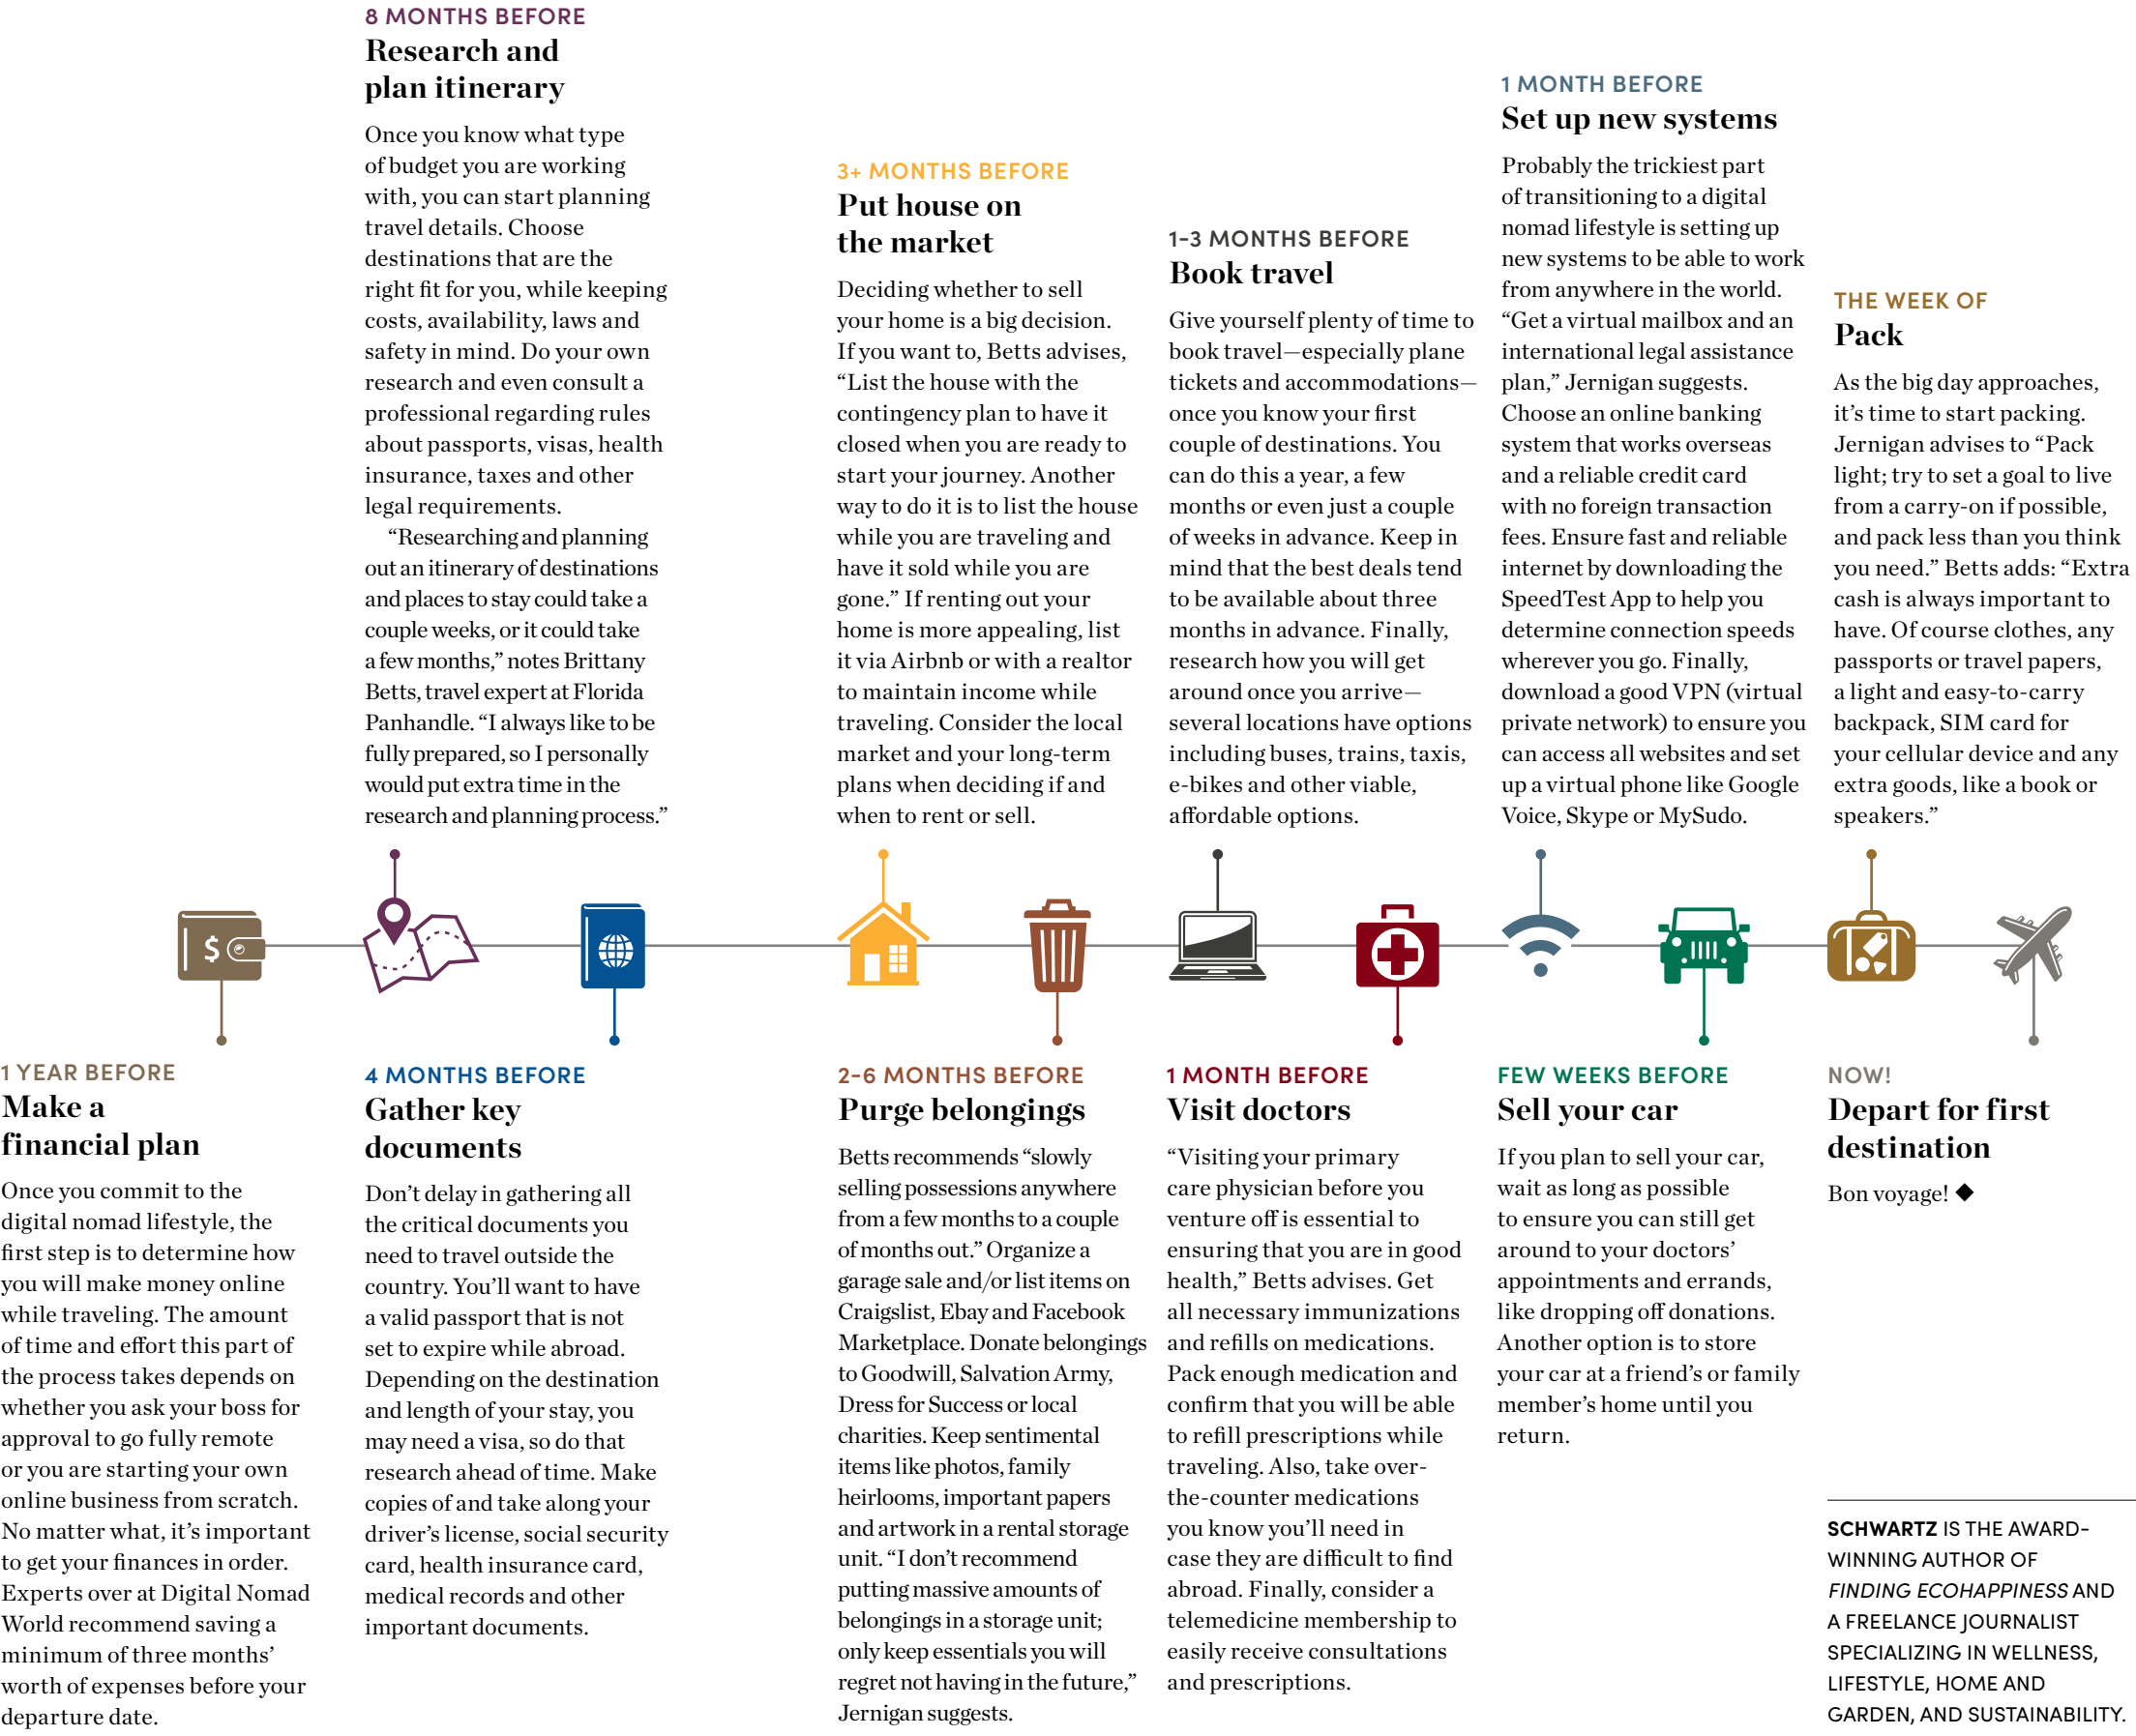 8 MONTHS BEFORE
Research and
plan itinerary
Once you know what type
of budget you are working
with, you can start planning
travel details. Choose
destinations that are the
right fit for you, while keeping
costs, availability, laws and
safety in mind. Do your own
research and even consult a
professional regarding rules
about passports, visas, health
insurance, taxes and other
legal requirements.
“Researching and planning
out an itinerary of destinations
and places to stay could take a
couple weeks, or it could take
a few months,” notes Brittany
Betts, travel expert at Florida
Panhandle. “I always like to be
fully prepared, so I personally
would put extra time in the
research and planning process.”
3+ MONTHS BEFORE
Put house on
the market
Deciding whether to sell
your home is a big decision.
If you want to, Betts advises,
“List the house with the
contingency plan to have it
closed when you are ready to
start your journey. Another
way to do it is to list the house
while you are traveling and
have it sold while you are
gone.” If renting out your
home is more appealing, list
it via Airbnb or with a realtor
to maintain income while
traveling. Consider the local
market and your long-term
plans when deciding if and
when to rent or sell.
1-3 MONTHS BEFORE
Book travel
Give yourself plenty of time to
book travel—especially plane
tickets and accommodations—
once you know your first
couple of destinations. You
can do this a year, a few
months or even just a couple
of weeks in advance. Keep in
mind that the best deals tend
to be available about three
months in advance. Finally,
research how you will get
around once you arrive—
several locations have options
including buses, trains, taxis,
e-bikes and other viable,
affordable options.
1 MONTH BEFORE
Set up new systems
Probably the trickiest part
of transitioning to a digital
nomad lifestyle is setting up
new systems to be able to work
from anywhere in the world.
“Get a virtual mailbox and an
international legal assistance
plan,” Jernigan suggests.
Choose an online banking
system that works overseas
and a reliable credit card
with no foreign transaction
fees. Ensure fast and reliable
internet by downloading the
SpeedTest App to help you
determine connection speeds
wherever you go. Finally,
download a good VPN (virtual
private network) to ensure you
can access all websites and set
up a virtual phone like Google
Voice, Skype or MySudo.
THE WEEK OF
Pack
As the big day approaches,
it’s time to start packing.
Jernigan advises to “Pack
light; try to set a goal to live
from a carry-on if possible,
and pack less than you think
you need.” Betts adds: “Extra
cash is always important to
have. Of course clothes, any
passports or travel papers,
a light and easy-to-carry
backpack, SIM card for
your cellular device and any
extra goods, like a book or
speakers.”
$
1 YEAR BEFORE
Make a
financial plan
Once you commit to the
digital nomad lifestyle, the
first step is to determine how
you will make money online
while traveling. The amount
of time and effort this part of
the process takes depends on
whether you ask your boss for
approval to go fully remote
or you are starting your own
online business from scratch.
No matter what, it’s important
to get your finances in order.
Experts over at Digital Nomad
World recommend saving a
minimum of three months’
worth of expenses before your
departure date.
4 MONTHS BEFORE
Gather key
documents
Don’t delay in gathering all
the critical documents you
need to travel outside the
country. You’ll want to have
a valid passport that is not
set to expire while abroad.
Depending on the destination
and length of your stay, you
may need a visa, so do that
research ahead of time. Make
copies of and take along your
driver’s license, social security
card, health insurance card,
medical records and other
important documents.
2-6 MONTHS BEFORE
Purge belongings
Betts recommends “slowly
selling possessions anywhere
from a few months to a couple
of months out.” Organize a
garage sale and/or list items on
Craigslist, Ebay and Facebook
Marketplace. Donate belongings
to Goodwill, Salvation Army,
Dress for Success or local
charities. Keep sentimental
items like photos, family
heirlooms, important papers
and artwork in a rental storage
unit. “I don’t recommend
putting massive amounts of
belongings in a storage unit;
only keep essentials you will
regret not having in the future,”
Jernigan suggests.
1 MONTH BEFORE
Visit doctors
“Visiting your primary
care physician before you
venture off is essential to
ensuring that you are in good
health,” Betts advises. Get
all necessary immunizations
and refills on medications.
Pack enough medication and
confirm that you will be able
to refill prescriptions while
traveling. Also, take over-
the-counter medications
you know you’ll need in
case they are difficult to find
abroad. Finally, consider a
telemedicine membership to
easily receive consultations
and prescriptions.
FEW WEEKS BEFORE
Sell your car
If you plan to sell your car,
wait as long as possible
to ensure you can still get
around to your doctors’
appointments and errands,
like dropping off donations.
Another option is to store
your car at a friend’s or family
member’s home until you
return.
NOW!
Depart for first
destination
Bon voyage! ◆
SCHWARTZ IS THE AWARD-
WINNING AUTHOR OF
FINDING ECOHAPPINESS AND
A FREELANCE JOURNALIST
SPECIALIZING IN WELLNESS,
LIFESTYLE, HOME AND
GARDEN, AND SUSTAINABILITY.